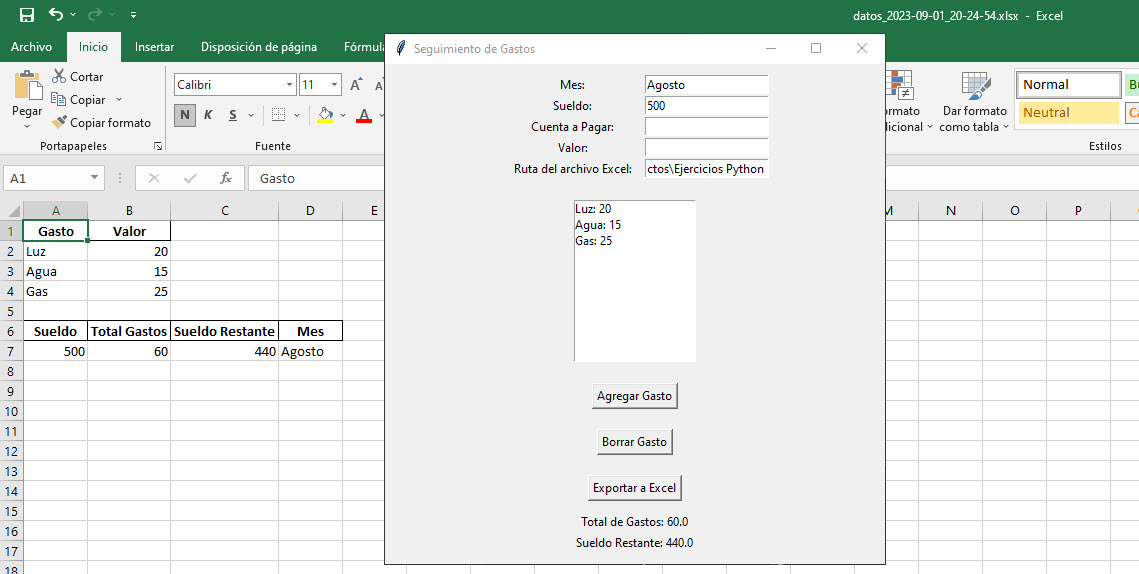 datos_2023-09-01_20-24-54.xlsx - Excel
Archivo
Inicio
Insertar
Disposición de página
Pegar
Cortar
Copiar
Copiar formato
Portapapeles
Calibri
11
A
N K S
A
Fuente
Dar formato
como tabla
Normal
Neutral
Estilos
A1
fx
Gasto
A B C D E M N O P
1 Gasto Valor
2 Luz 20
3 Agua 15
4 Gas 25
5
6 Sueldo Total Gastos Sueldo Restante Mes
7 500 60 440 Agosto
8
9
10
11
12
13
14
15
16
17
18
Seguimiento de Gastos
Mes: Agosto
Sueldo: 500
Cuenta a Pagar:
Valor:
Ruta del archivo Excel: ctos\Ejercicios Python
Luz: 20
Agua: 15
Gas: 25
Agregar Gasto
Borrar Gasto
Exportar a Excel
Total de Gastos: 60.0
Sueldo Restante: 440.0